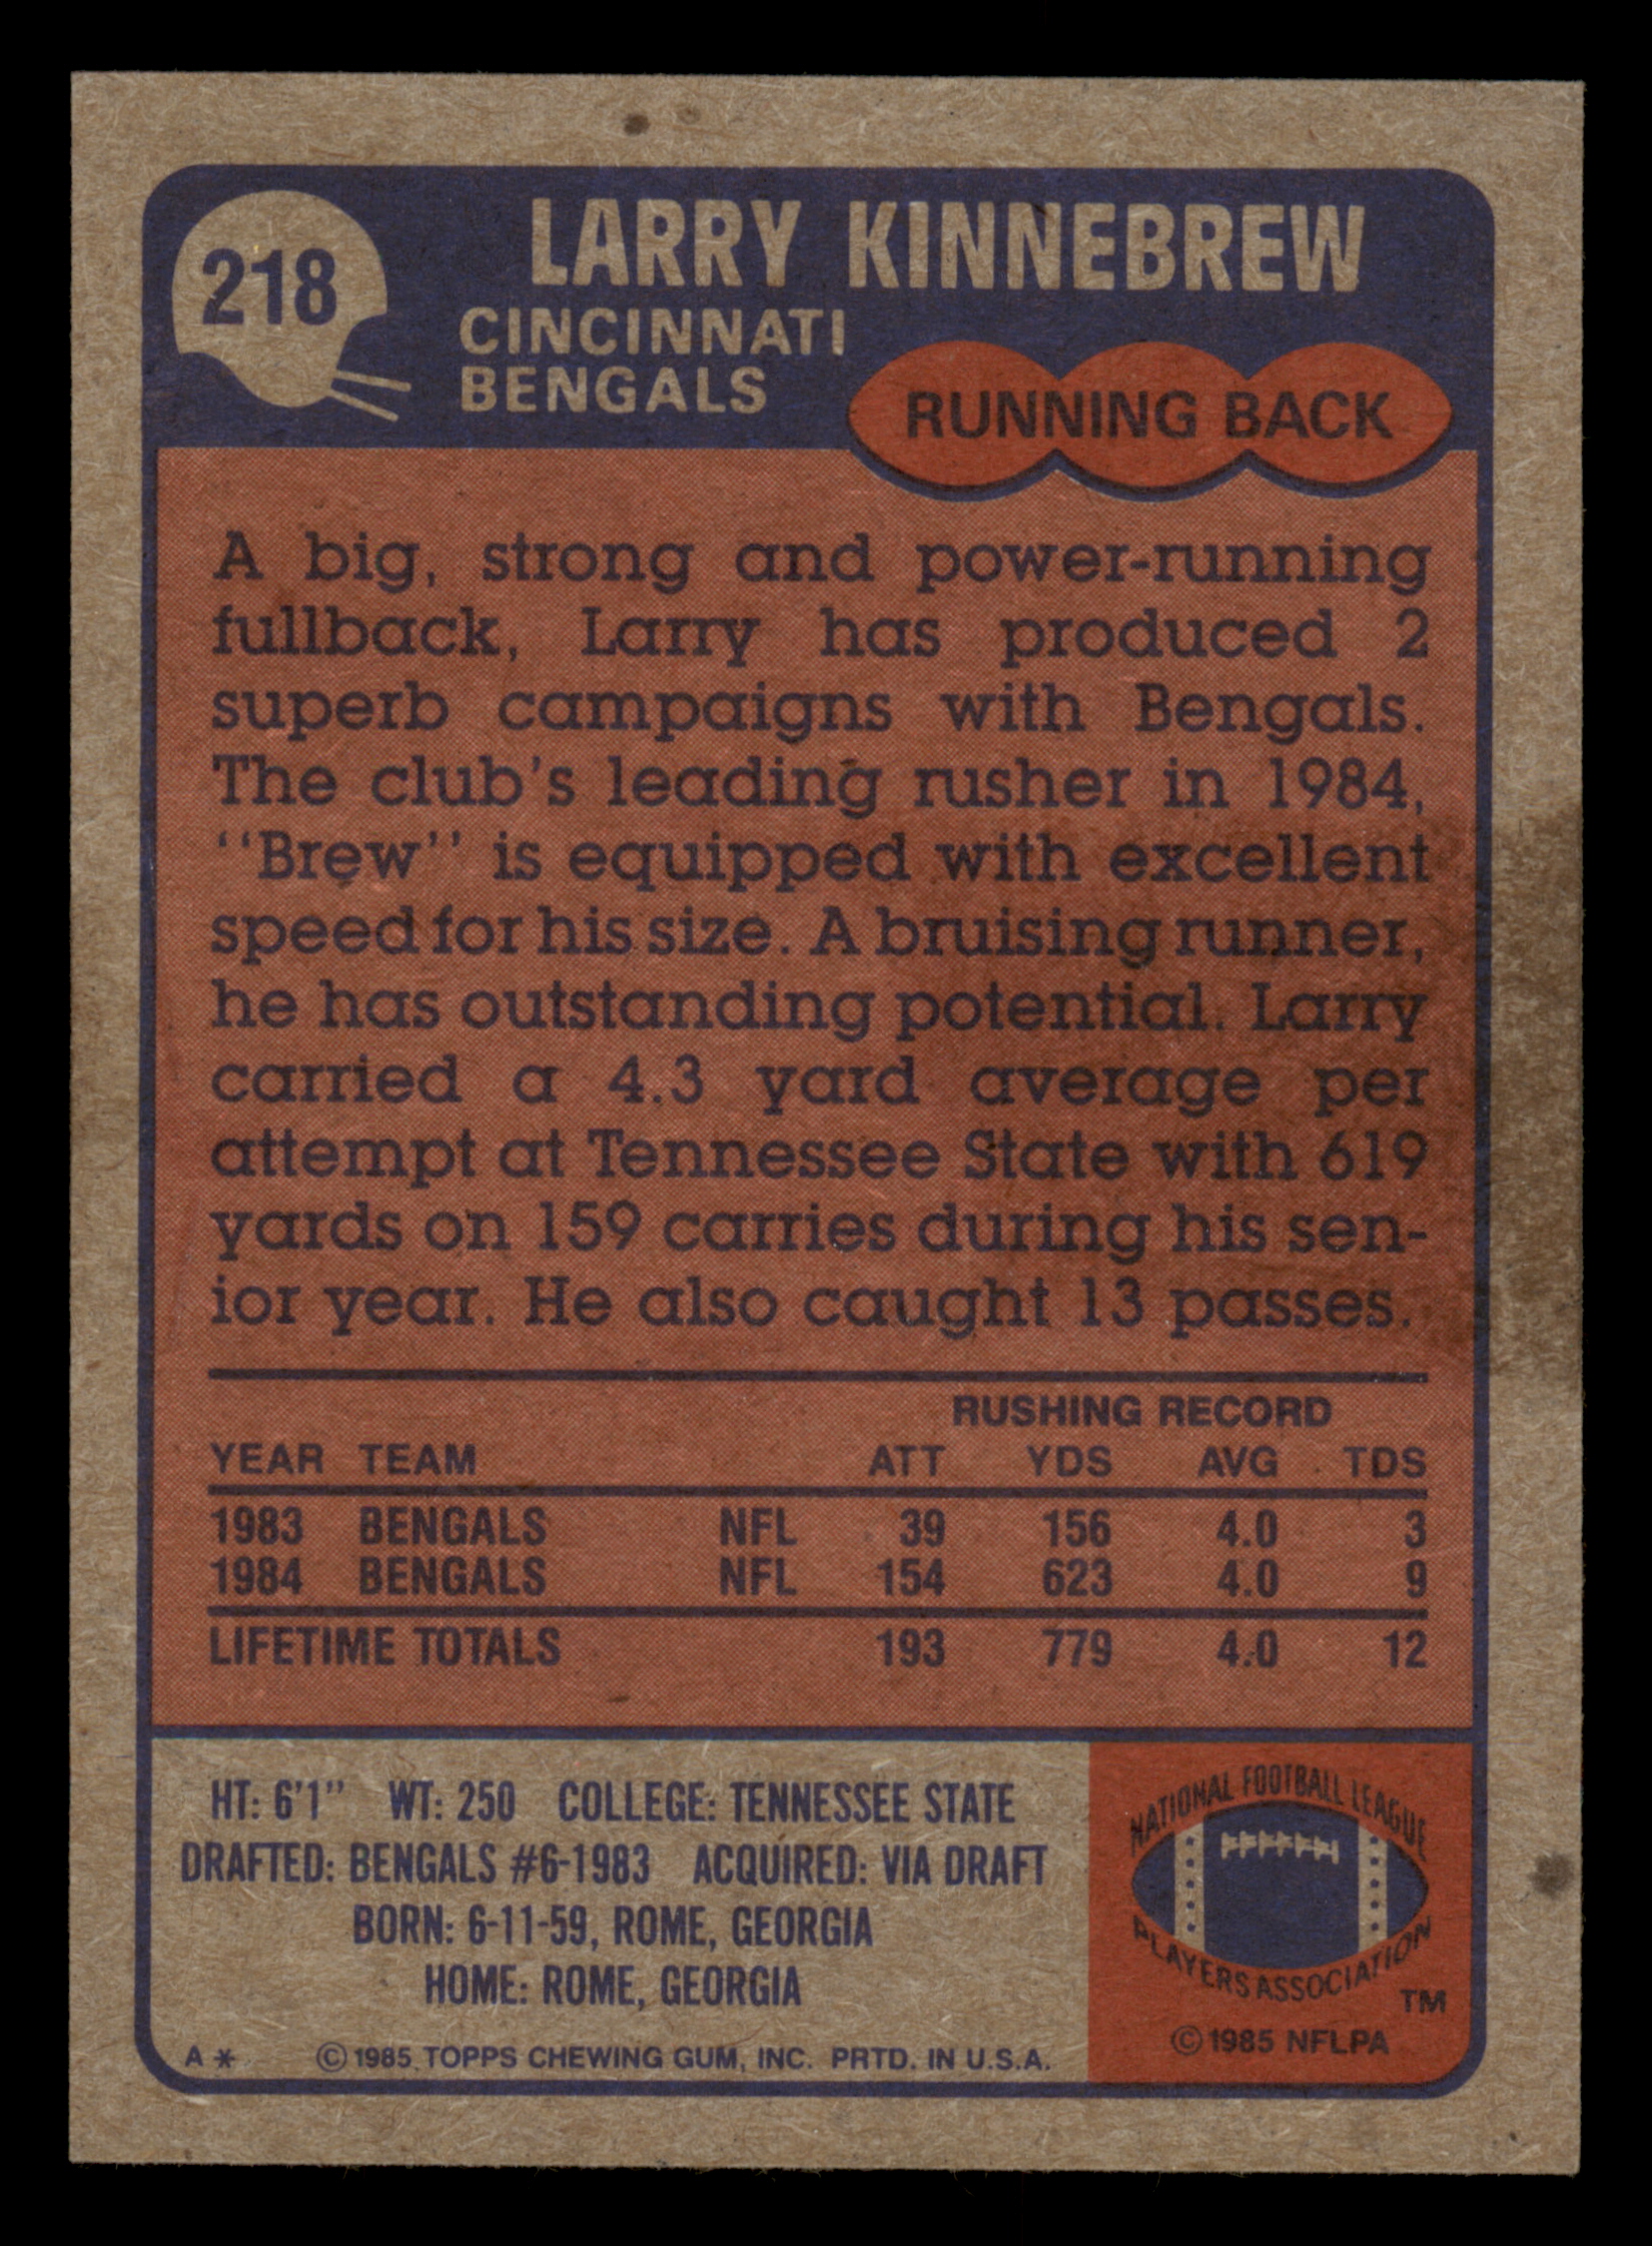 218
LARRY KINNEBREW
CINCINNATI
BENGALS
RUNNING BACK
A big, strong and power-running
fullback, Larry has produced 2
superb campaigns with Bengals.
The club's leading rusher in 1984,
"Brew" is equipped with excellent
speed for his size. A bruising runner,
he has outstanding potential. Larry
carried a 4.3 yard average per
attempt at Tennessee State with 619
yards on 159 carries during his sen-
ior year. He also caught 13 passes.
RUSHING RECORD
YEAR TEAM ATT YDS AVG TDS
1983 BENGALS NFL 39 156 4.0 3
1984 BENGALS NFL 154 623 4.0 9
LIFETIME TOTALS 193 779 4.0 12
HT: 6'1" WT: 250 COLLEGE: TENNESSEE STATE
DRAFTED: BENGALS #6-1983 ACQUIRED: VIA DRAFT
BORN: 6-11-59, ROME, GEORGIA
HOME: ROME, GEORGIA
A * © 1985 TOPPS CHEWING GUM, INC. PRTD. IN U.S.A.
NATIONAL FOOTBALL LEAGUE
PLAYERS ASSOCIATION
TM
© 1985 NFLPA